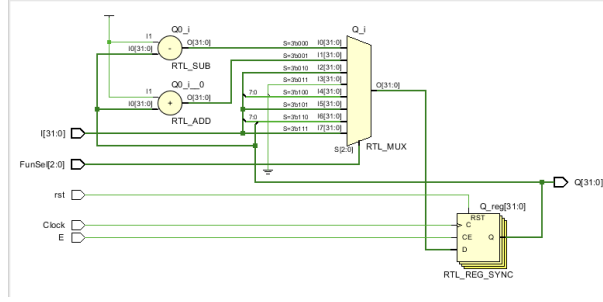 Q0_i
I1
O[31:0]
I0[31:0]
-
RTL_SUB
Q0_i__0
I1
O[31:0]
I0[31:0]
+
RTL_ADD
Q_i
S=3'b000 I0[31:0]
S=3'b001 I1[31:0]
S=3'b010 I2[31:0]
S=3'b011 I3[31:0]
7:0 S=3'b100 I4[31:0]
S=3'b101 I5[31:0]
7:0 S=3'b110 I6[31:0]
S=3'b111 I7[31:0]
O[31:0]
S[2:0]
RTL_MUX
I[31:0]
FunSel[2:0]
rst
Clock
E
Q_reg[31:0]
RST
C
CE
D
Q
RTL_REG_SYNC
Q[31:0]